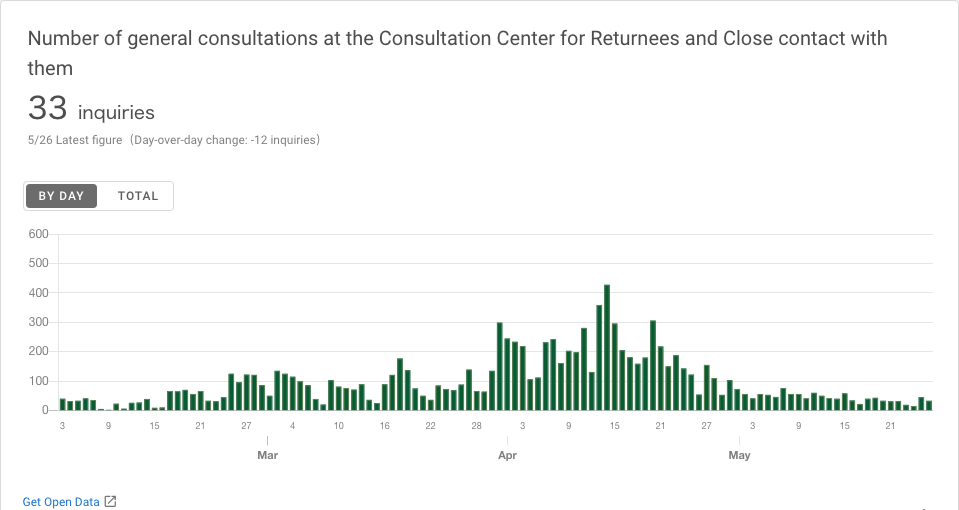 Number of general consultations at the Consultation Center for Returnees and Close contact with
them
33 inquiries
5/26 Latest figure（Day-over-day change: -12 inquiries）
BY DAY TOTAL
600
500
400
300
200
100
0
3 9 15 21 27 4 10 16 22 28 3 9 15 21 27 3 9 15 21
Mar Apr May
Get Open Data